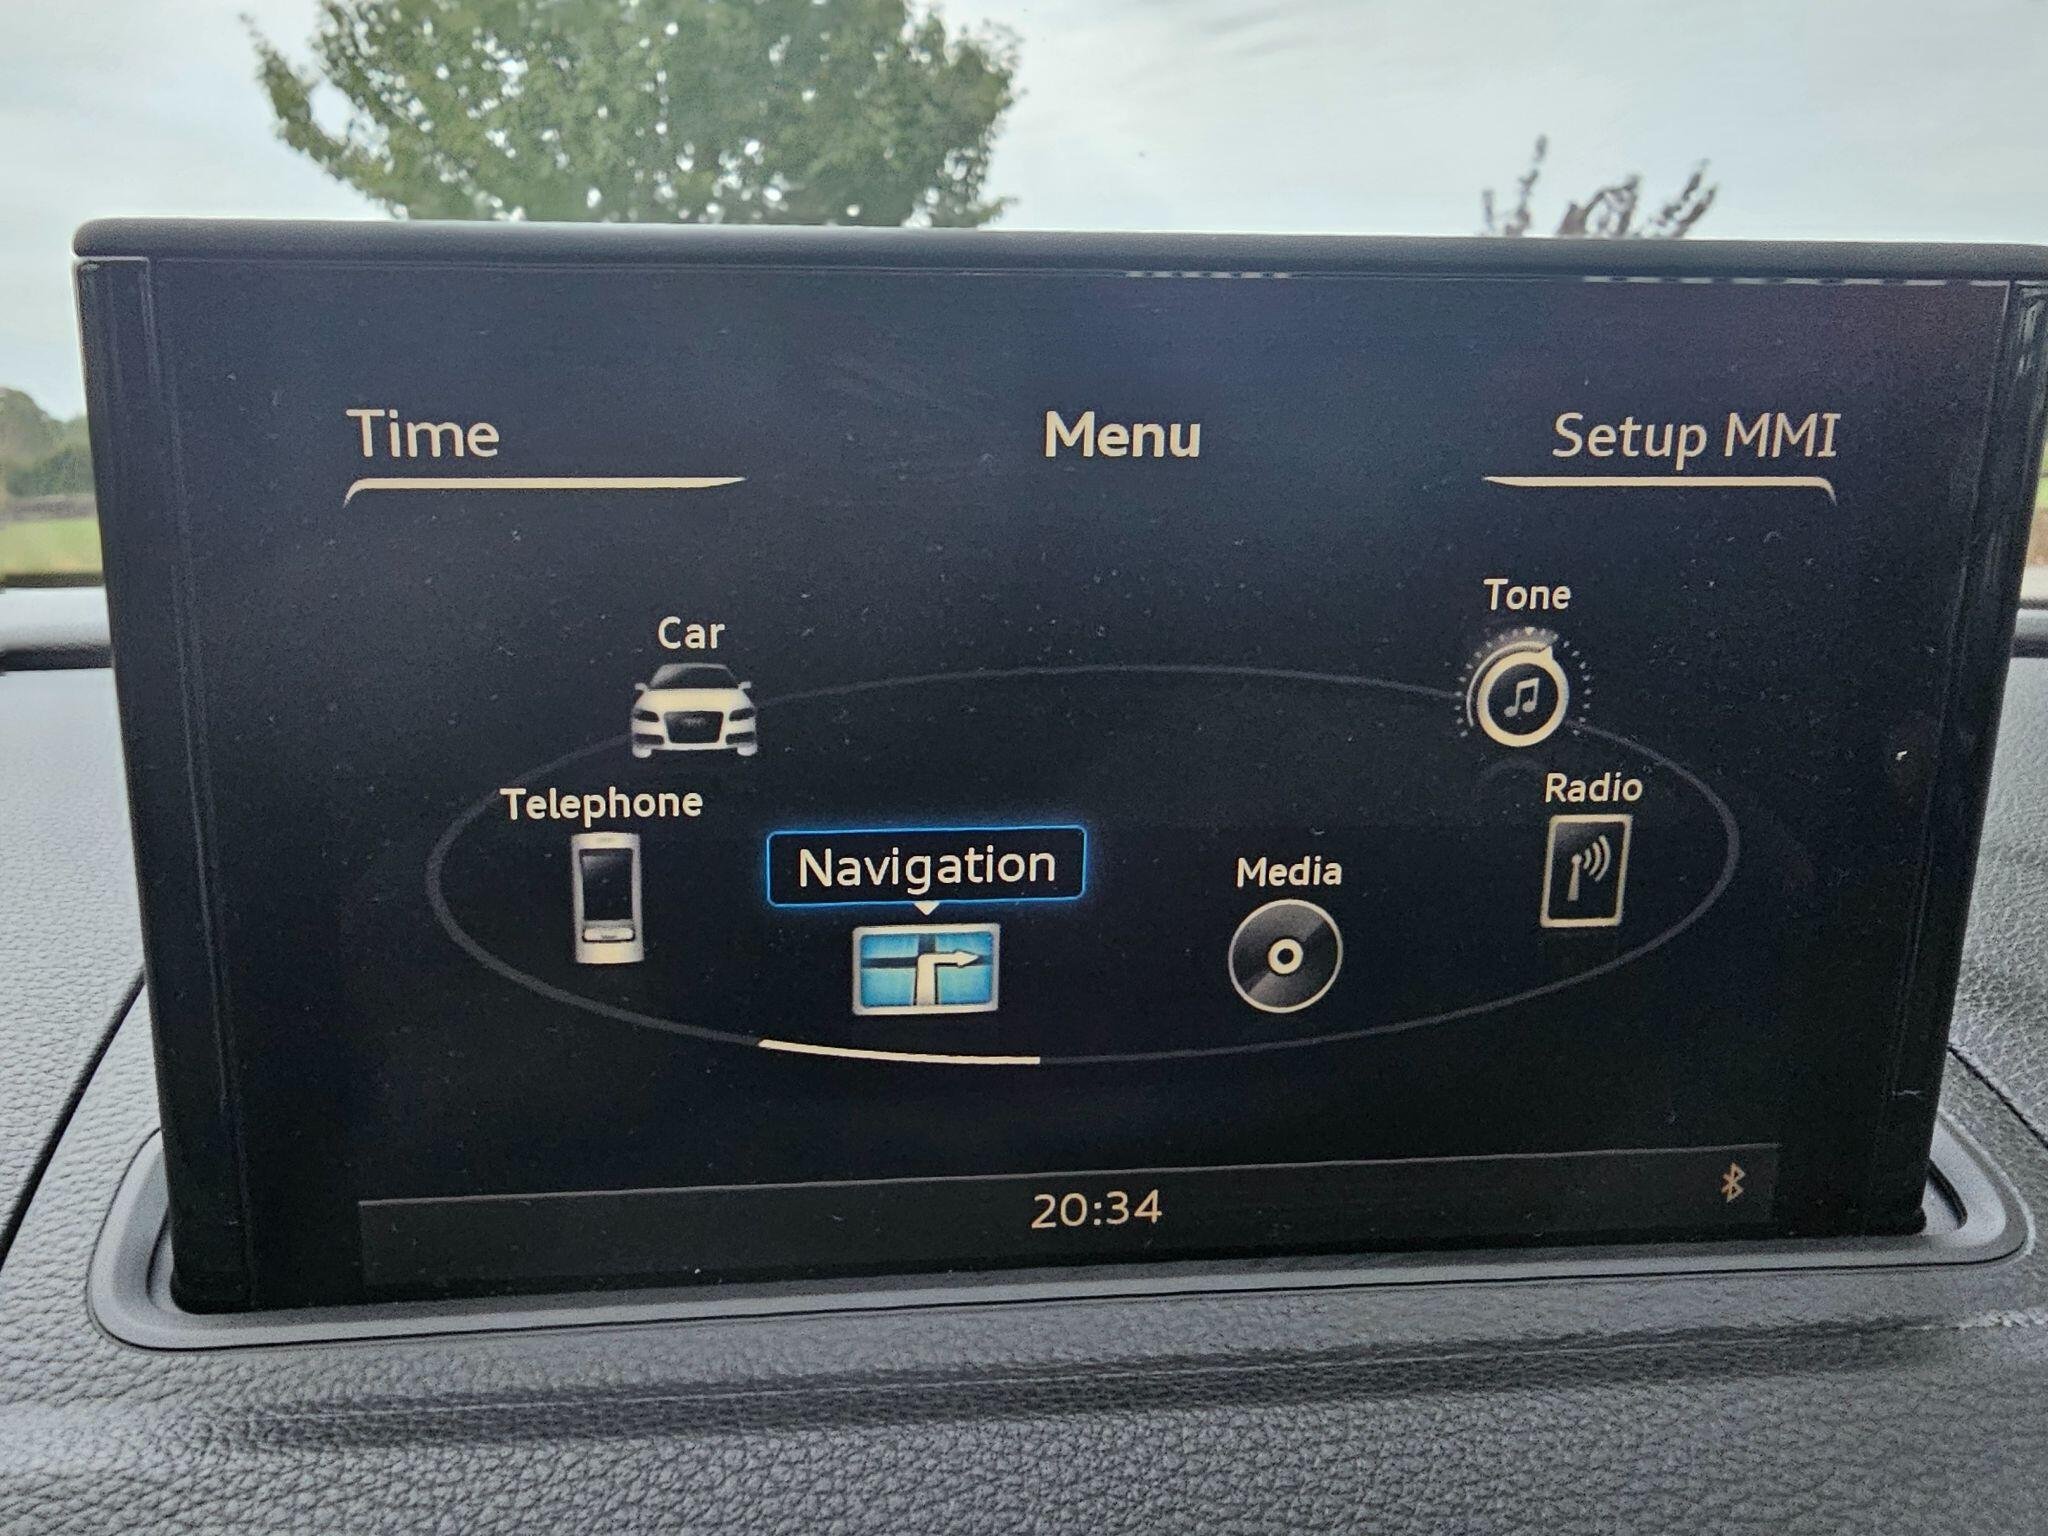 Time
Menu
Setup MMI
Tone
Car
Radio
Telephone
Navigation
Media
20:34